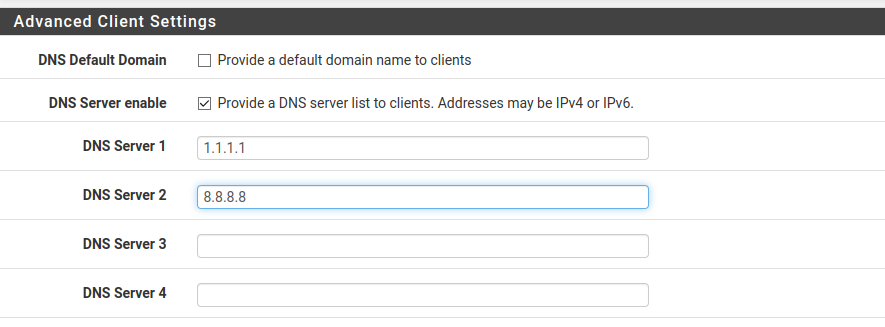 Advanced Client Settings
DNS Default Domain Provide a default domain name to clients
DNS Server enable Provide a DNS server list to clients. Addresses may be IPv4 or IPv6.
DNS Server 1 1.1.1.1
DNS Server 2 8.8.8.8
DNS Server 3
DNS Server 4